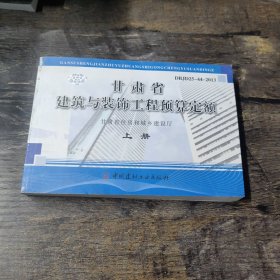 GANSUSHENGJIANZHUYUZHUANGSHIGONGCHENGYUSUANDINGE
DBJD25-44-2013
甘肃省
建筑与装饰工程预算定额
甘肃省住房和城乡建设厅
上册
中国建材工业出版社